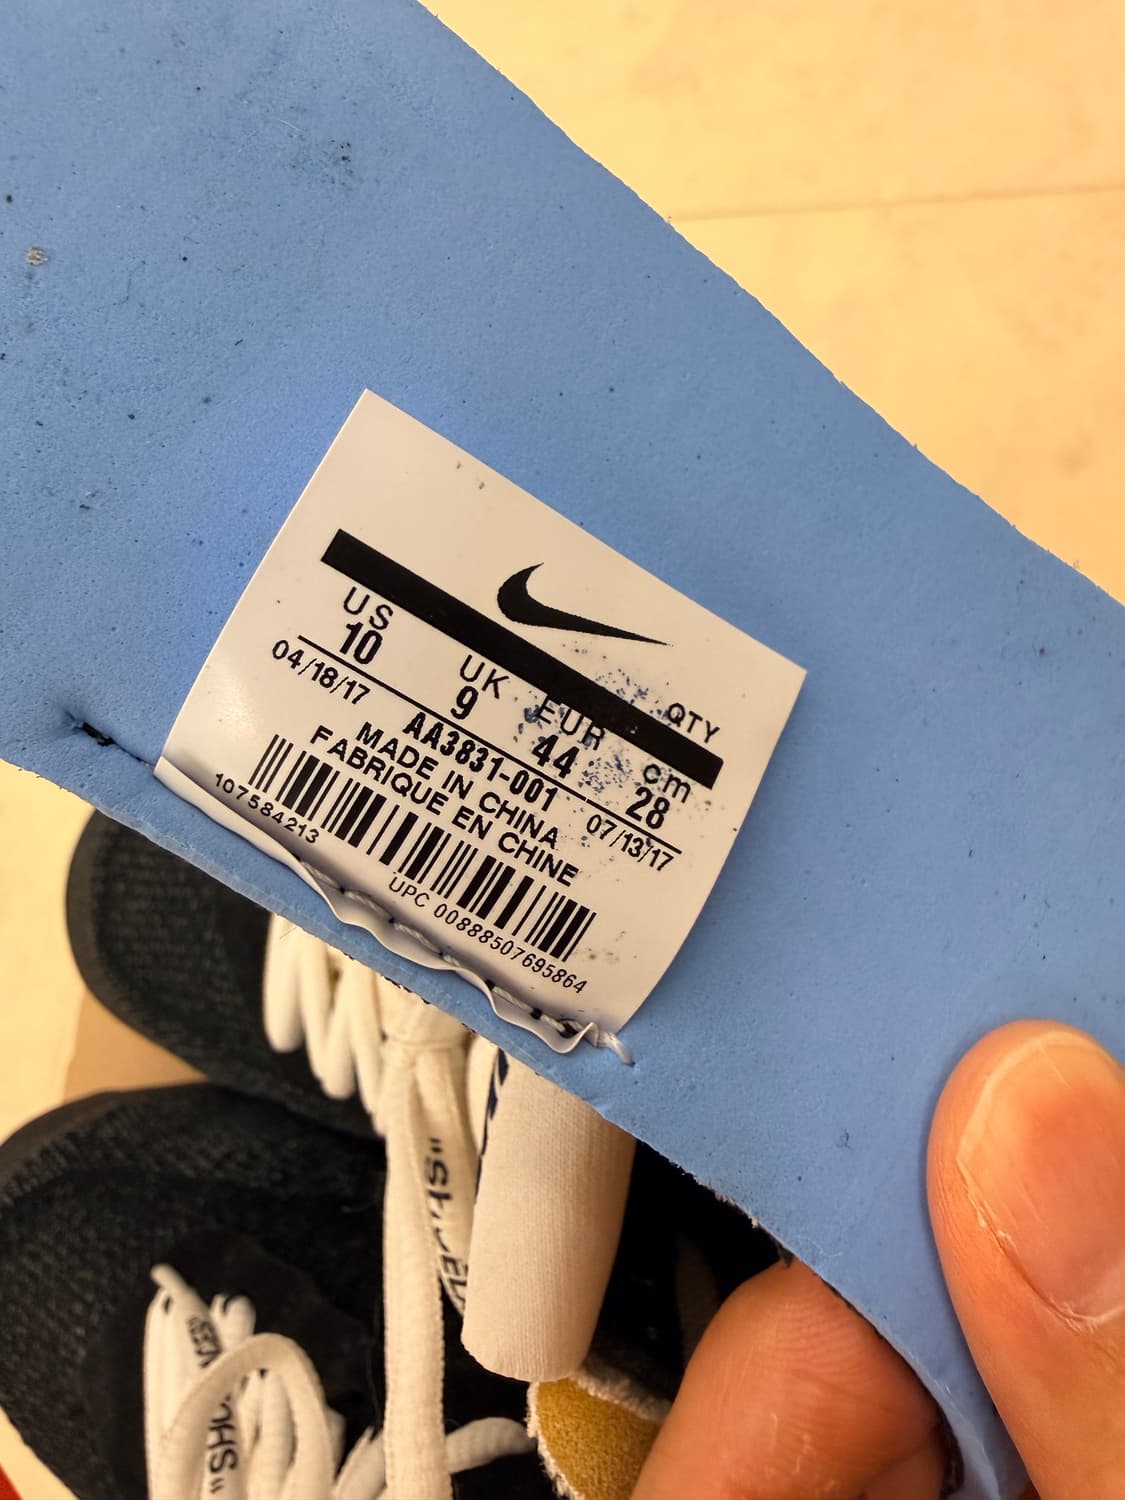 QTY
US UK EUR cm
10 9 44 28
04/18/17 AA3831-001 07/13/17
MADE IN CHINA
FABRIQUE EN CHINE
107584213
UPC 00888507695864